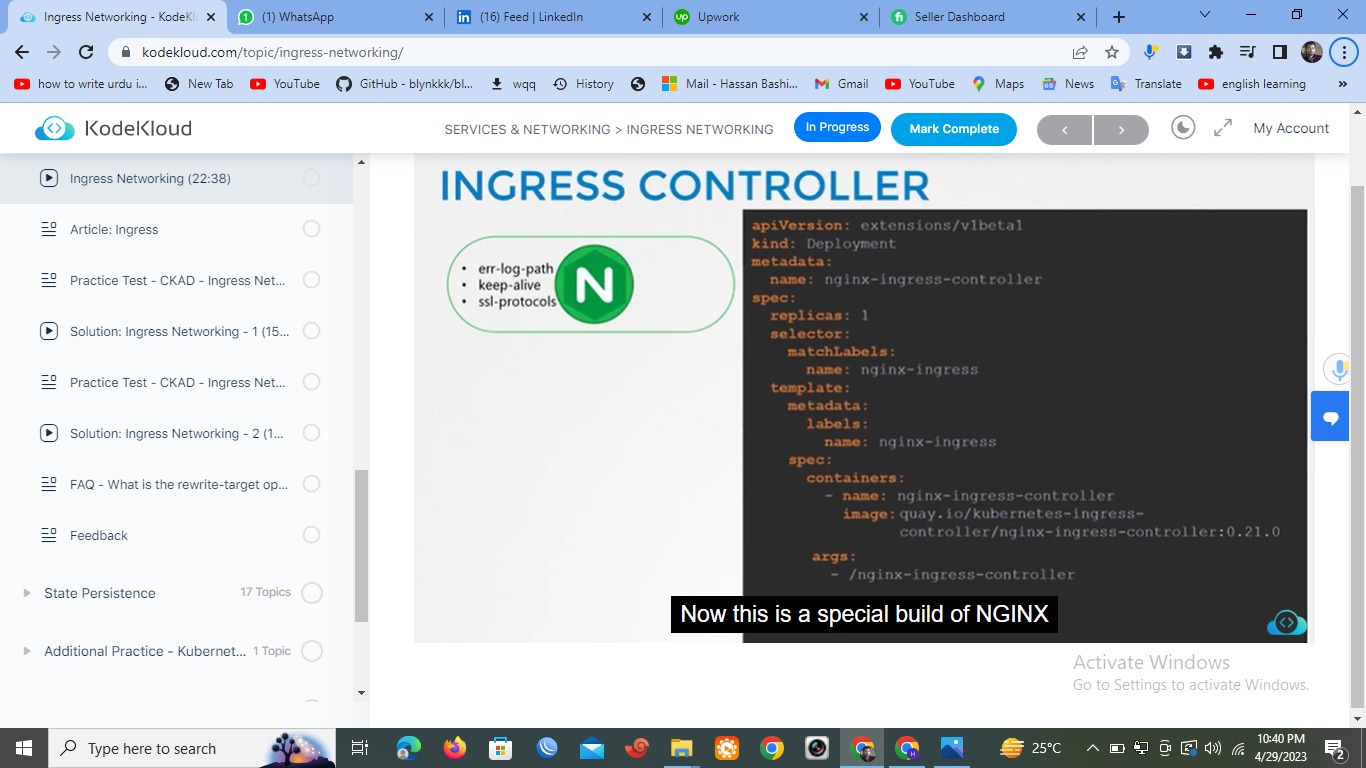 Ingress Networking - KodeKl
(1) WhatsApp
(16) Feed | LinkedIn
Upwork
Seller Dashboard
kodekloud.com/topic/ingress-networking/
how to write urdu i...
New Tab
YouTube
GitHub - blynkkk/bl...
wqq
History
Mail - Hassan Bashi...
Gmail
YouTube
Maps
News
Translate
english learning
KodeKloud
SERVICES & NETWORKING > INGRESS NETWORKING
In Progress
Mark Complete
My Account
Ingress Networking (22:38)
Article: Ingress
Practice Test - CKAD - Ingress Net...
Solution: Ingress Networking - 1 (15...
Practice Test - CKAD - Ingress Net...
Solution: Ingress Networking - 2 (1...
FAQ - What is the rewrite-target op...
Feedback
State Persistence
17 Topics
Additional Practice - Kubernet...
1 Topic
INGRESS CONTROLLER
• err-log-path
• keep-alive
• ssl-protocols
N
apiVersion: extensions/v1beta1
kind: Deployment
metadata:
name: nginx-ingress-controller
spec:
replicas: 1
selector:
matchLabels:
name: nginx-ingress
template:
metadata:
labels:
name: nginx-ingress
spec:
containers:
- name: nginx-ingress-controller
image: quay.io/kubernetes-ingress-
controller/nginx-ingress-controller:0.21.0
args:
- /nginx-ingress-controller
Now this is a special build of NGINX
Activate Windows
Go to Settings to activate Windows.
Type here to search
25°C
10:40 PM
4/29/2023
2